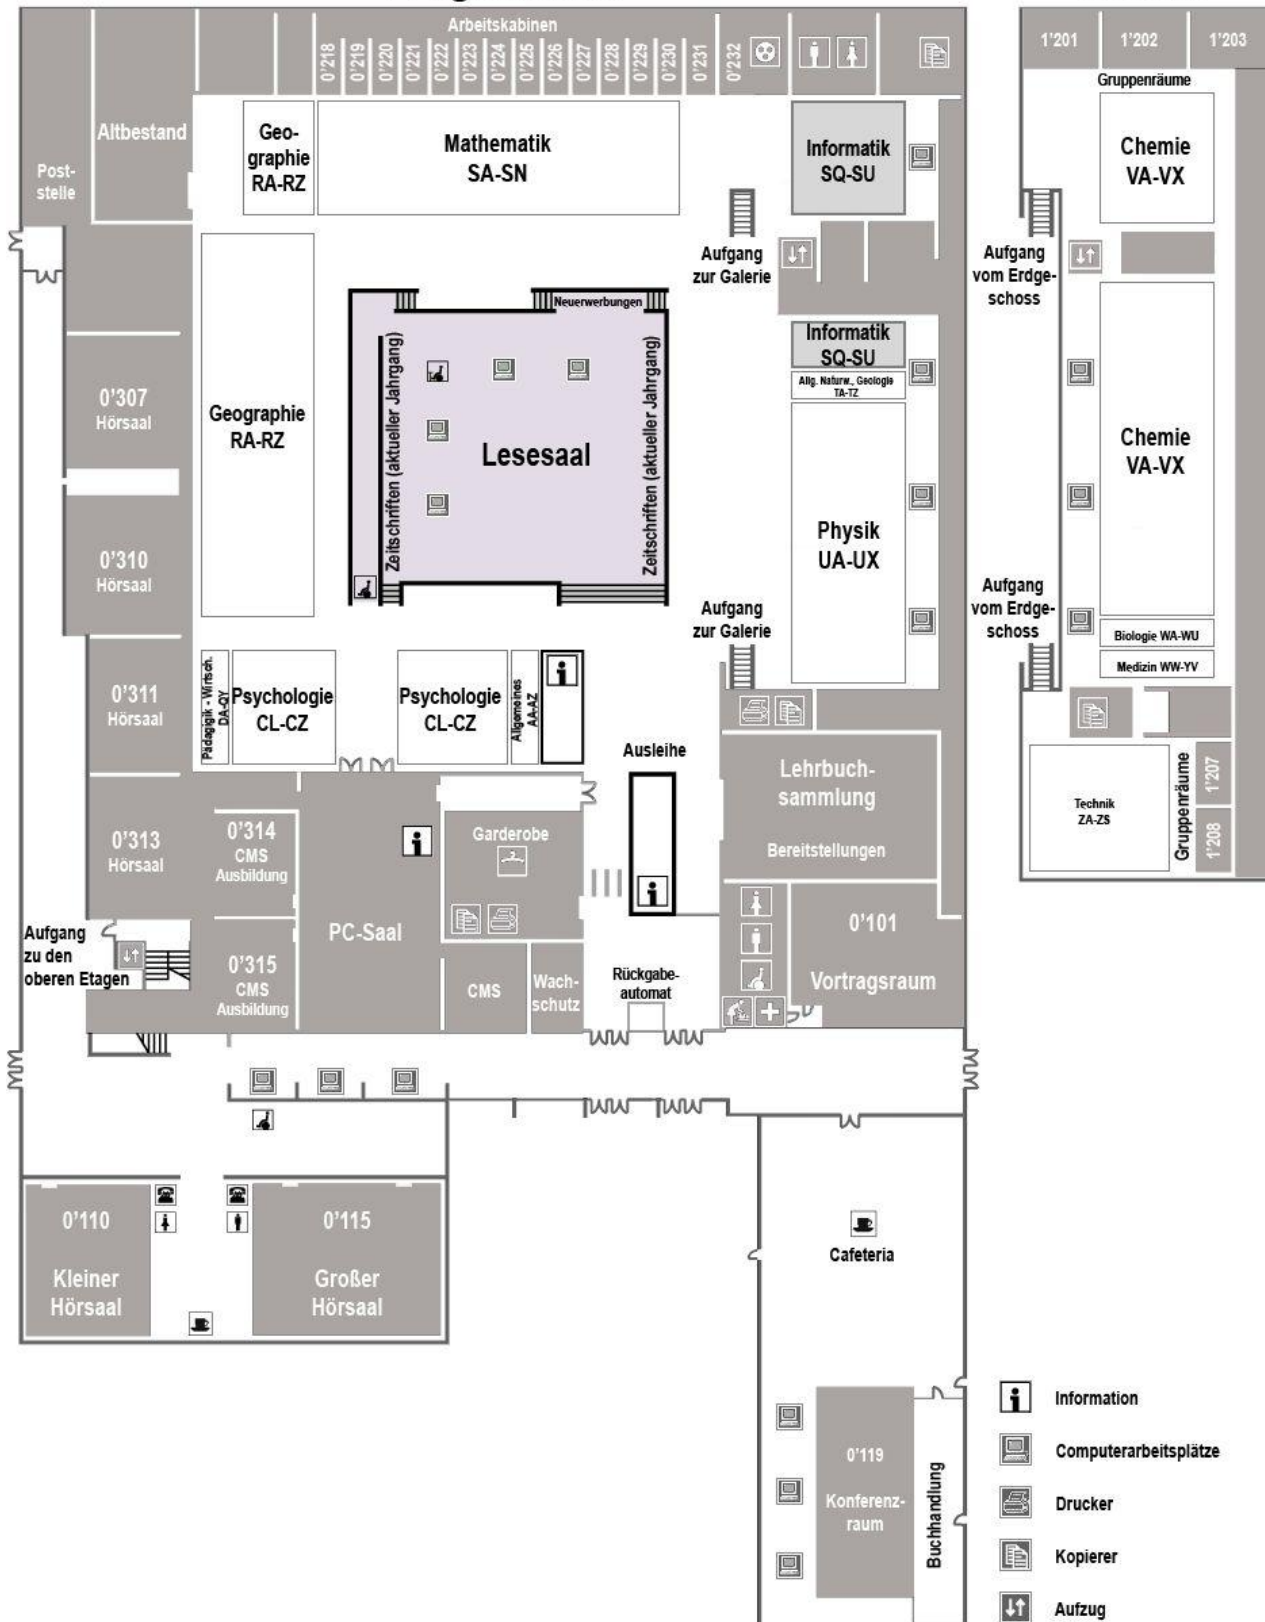 Arbeitskabinen
0'218
0'219
0'220
0'221
0'222
0'223
0'224
0'225
0'226
0'227
0'228
0'229
0'230
0'231
0'232
1'201
1'202
1'203
Gruppenräume
Altbestand
Post-
stelle
Geo-
graphie
RA-RZ
Mathematik
SA-SN
Informatik
SQ-SU
Chemie
VA-VX
Aufgang
zur Galerie
Aufgang
vom Erdge-
schoss
Neuerwerbungen
Informatik
SQ-SU
Allg. Naturw., Geologie
TA-TZ
0'307
Hörsaal
Geographie
RA-RZ
Zeitschriften (aktueller Jahrgang)
Lesesaal
Zeitschriften (aktueller Jahrgang)
Chemie
VA-VX
Physik
UA-UX
0'310
Hörsaal
Aufgang
zur Galerie
Aufgang
vom Erdge-
schoss
Biologie WA-WU
Medizin WW-YV
0'311
Hörsaal
Pädagigik - Wirtsch.
DA-QY
Psychologie
CL-CZ
Psychologie
CL-CZ
Allgemeines
AA-AZ
Ausleihe
Lehrbuch-
sammlung
Bereitstellungen
Technik
ZA-ZS
Gruppenräume
1'207
1'208
0'313
Hörsaal
0'314
CMS
Ausbildung
Garderobe
PC-Saal
0'101
Vortragsraum
Aufgang
zu den
oberen Etagen
0'315
CMS
Ausbildung
CMS
Wach-
schutz
Rückgabe-
automat
0'110
Kleiner
Hörsaal
0'115
Großer
Hörsaal
Cafeteria
0'119
Konferenz-
raum
Buchhandlung
Information
Computerarbeitsplätze
Drucker
Kopierer
Aufzug